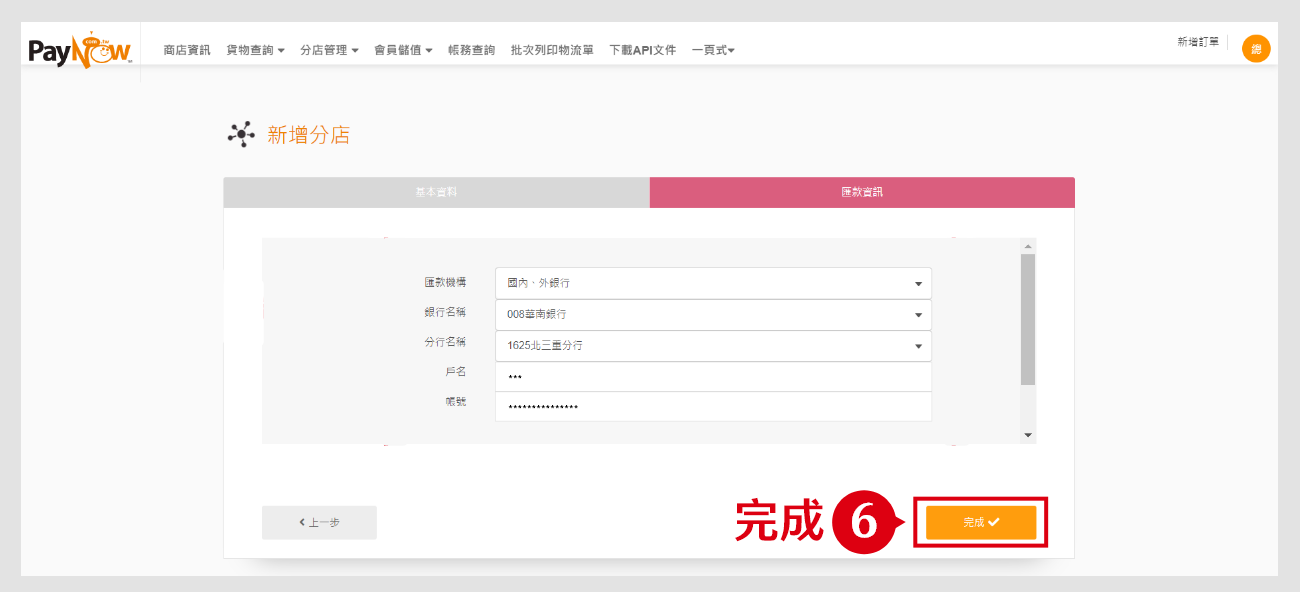 PayNow
商店資訊 貨物查詢 分店管理 會員儲值 帳務查詢 批次列印物流單 下載API文件 一頁式
新增訂單
新增分店
基本資料 匯款資訊
匯款機構 國內、外銀行
銀行名稱 008華南銀行
分行名稱 1625北三重分行
戶名 ***
帳號 ***************
上一步
完成 6
完成